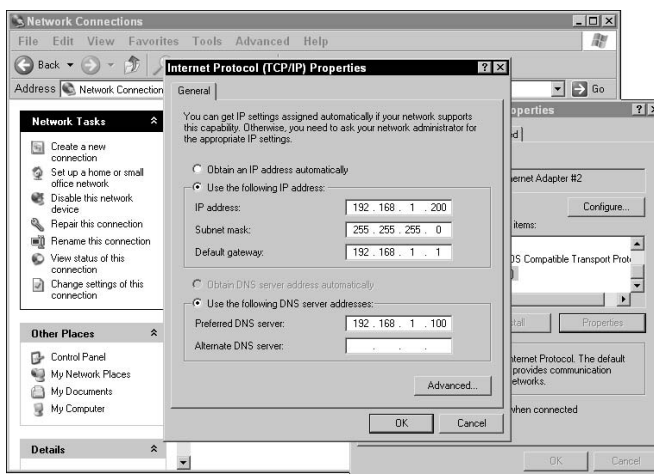 Network Connections
File Edit View Favorites Tools Advanced Help
Back
Address Network Connection
Go
Network Tasks
Create a new
connection
Set up a home or small
office network
Disable this network
device
Repair this connection
Rename this connection
View status of this
connection
Change settings of this
connection
Other Places
Control Panel
My Network Places
My Documents
My Computer
Details
Internet Protocol (TCP/IP) Properties
General
You can get IP settings assigned automatically if your network supports
this capability. Otherwise, you need to ask your network administrator for
the appropriate IP settings.
Obtain an IP address automatically
Use the following IP address:
IP address: 192 . 168 . 1 . 200
Subnet mask: 255 . 255 . 255 . 0
Default gateway: 192 . 168 . 1 . 1
Obtain DNS server address automatically
Use the following DNS server addresses:
Preferred DNS server: 192 . 168 . 1 . 100
Alternate DNS server: . . .
Advanced...
OK Cancel
operties
ernet Adapter #2
Configure...
items:
OS Compatible Transport Proto
stall Properties
nternet Protocol. The default
provides communication
etworks.
when connected
OK Cancel